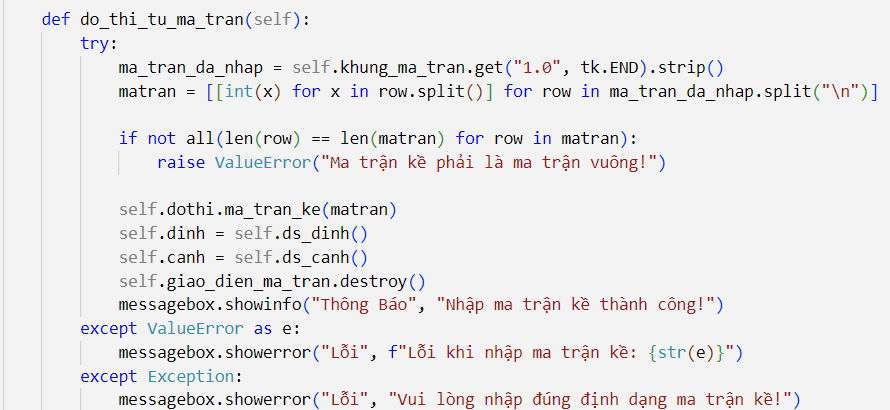 def do_thi_tu_ma_tran(self):
    try:
        ma_tran_da_nhap = self.khung_ma_tran.get("1.0", tk.END).strip()
        matran = [[int(x) for x in row.split()] for row in ma_tran_da_nhap.split("\n")]
        if not all(len(row) == len(matran) for row in matran):
            raise ValueError("Ma trận kề phải là ma trận vuông!")
        self.dothi.ma_tran_ke(matran)
        self.dinh = self.ds_dinh()
        self.canh = self.ds_canh()
        self.giao_dien_ma_tran.destroy()
        messagebox.showinfo("Thông Báo", "Nhập ma trận kề thành công!")
    except ValueError as e:
        messagebox.showerror("Lỗi", f"Lỗi khi nhập ma trận kề: {str(e)}")
    except Exception:
        messagebox.showerror("Lỗi", "Vui lòng nhập đúng định dạng ma trận kề!")